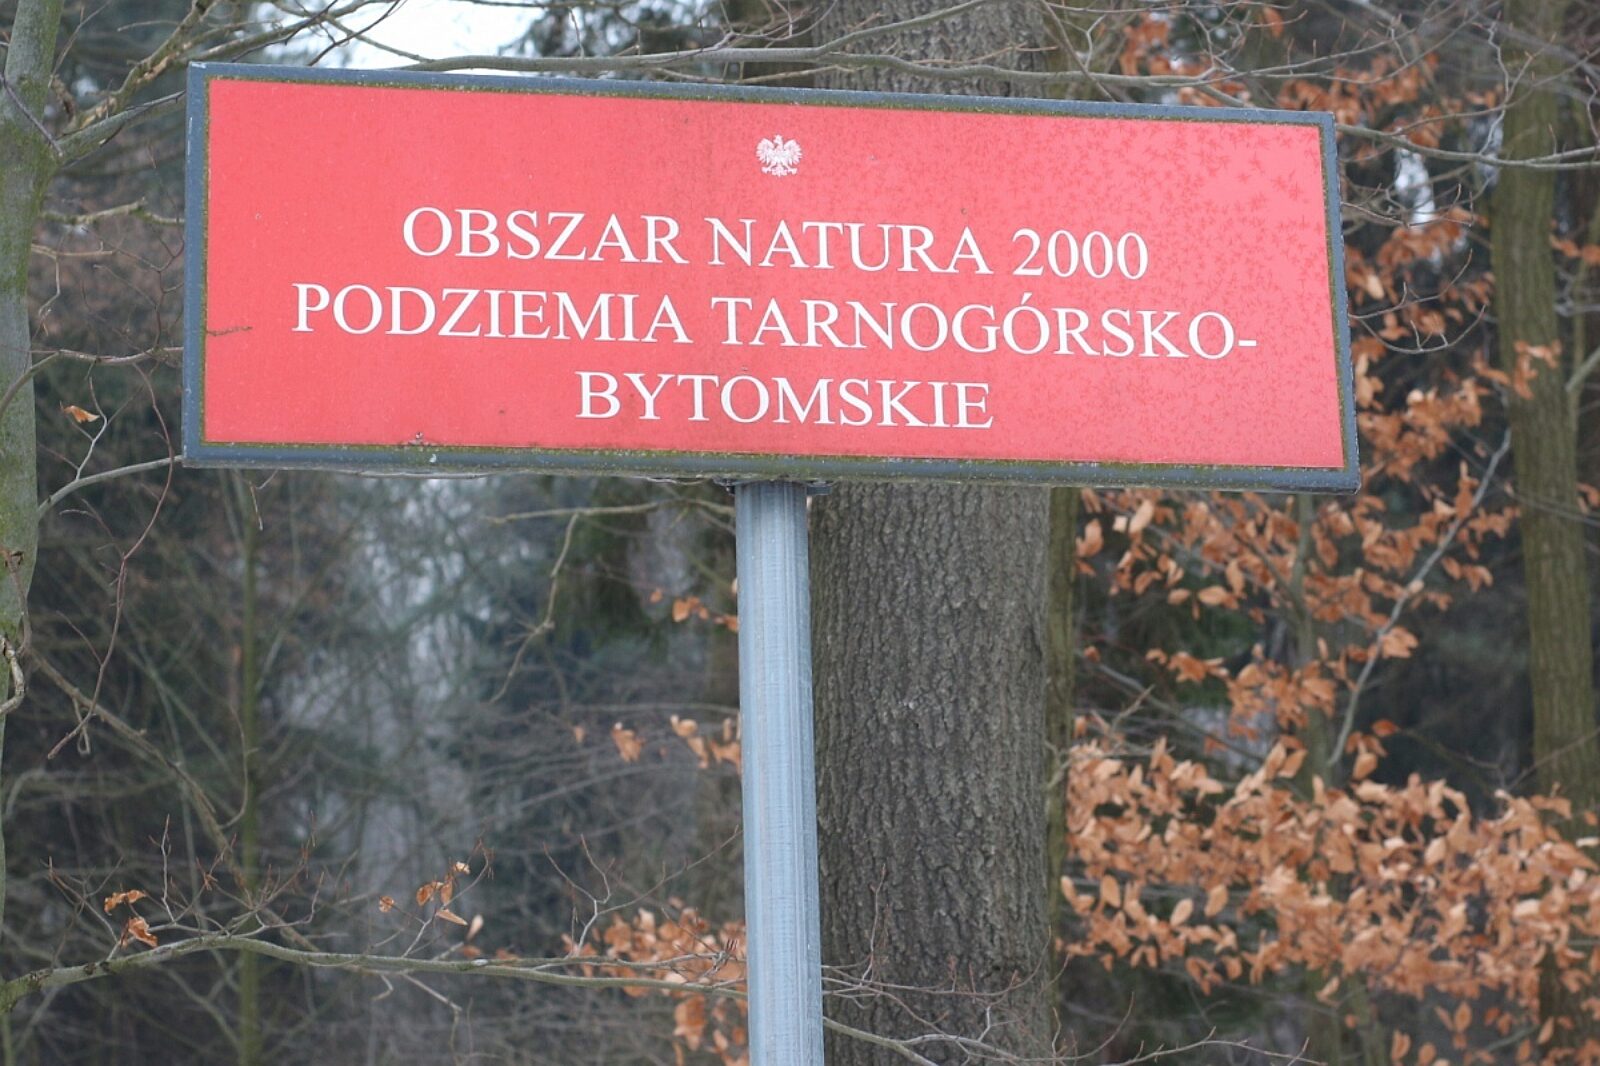 OBSZAR NATURA 2000
PODZIEMIA TARNOGÓRSKO-
BYTOMSKIE